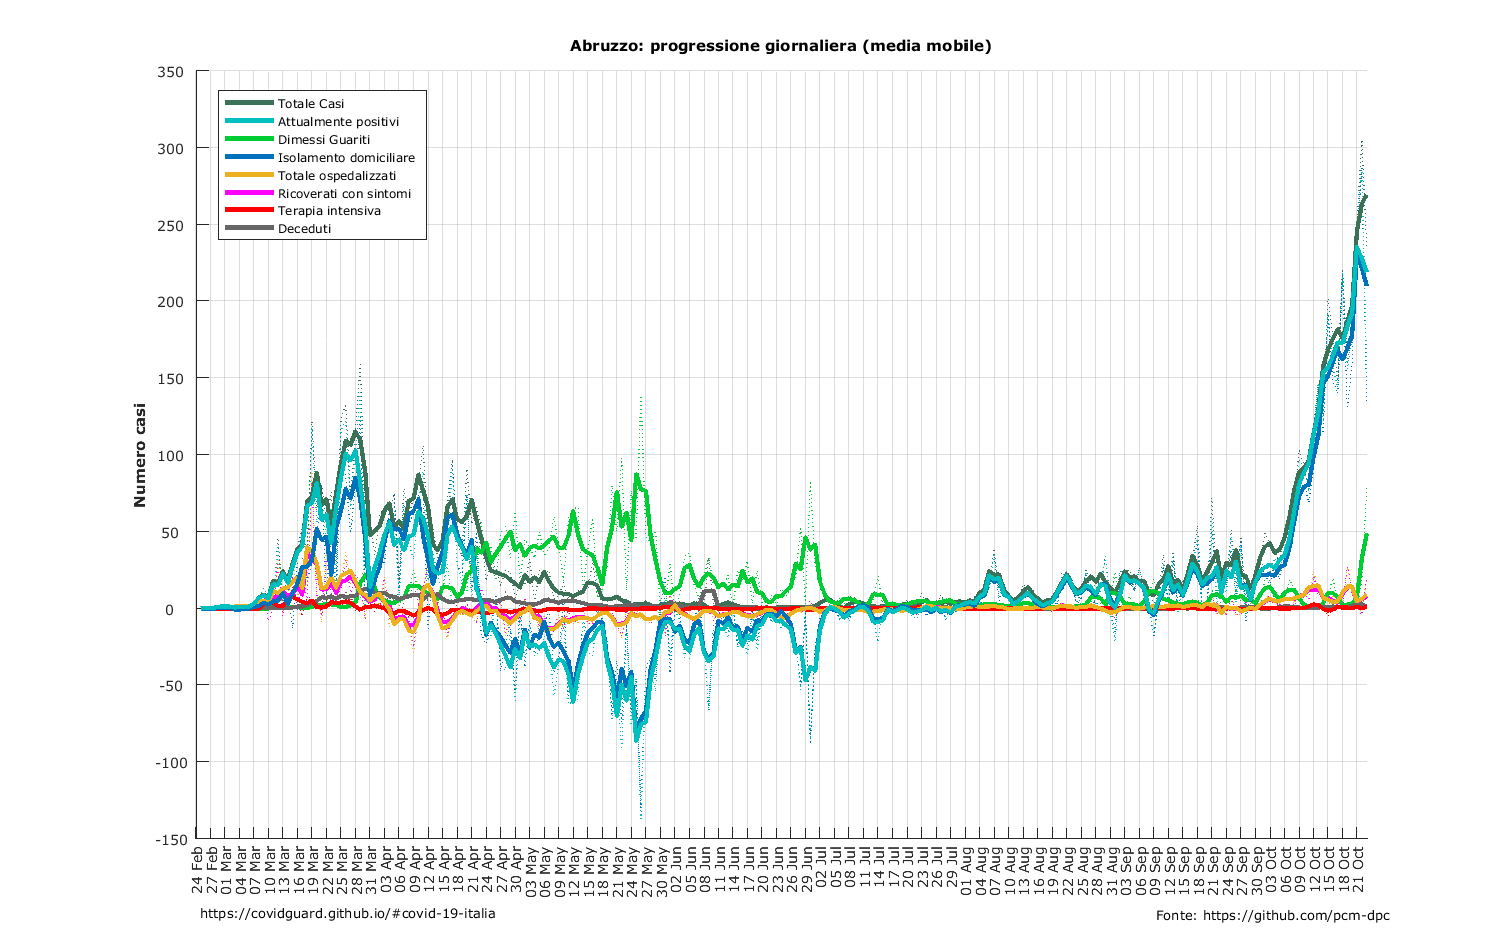 Abruzzo: progressione giornaliera (media mobile)
350
300
250
200
150
100
50
0
-50
-100
-150
Numero casi
Totale Casi
Attualmente positivi
Dimessi Guariti
Isolamento domiciliare
Totale ospedalizzati
Ricoverati con sintomi
Terapia intensiva
Deceduti
24 Feb
27 Feb
01 Mar
04 Mar
07 Mar
10 Mar
13 Mar
16 Mar
19 Mar
22 Mar
25 Mar
28 Mar
31 Mar
03 Apr
06 Apr
09 Apr
12 Apr
15 Apr
18 Apr
21 Apr
24 Apr
27 Apr
30 Apr
03 May
06 May
09 May
12 May
15 May
18 May
21 May
24 May
27 May
30 May
02 Jun
05 Jun
08 Jun
11 Jun
14 Jun
17 Jun
20 Jun
23 Jun
26 Jun
29 Jun
02 Jul
05 Jul
08 Jul
11 Jul
14 Jul
17 Jul
20 Jul
23 Jul
26 Jul
29 Jul
01 Aug
04 Aug
07 Aug
10 Aug
13 Aug
16 Aug
19 Aug
22 Aug
25 Aug
28 Aug
31 Aug
03 Sep
06 Sep
09 Sep
12 Sep
15 Sep
18 Sep
21 Sep
24 Sep
27 Sep
30 Sep
03 Oct
06 Oct
09 Oct
12 Oct
15 Oct
18 Oct
21 Oct
https://covidguard.github.io/#covid-19-italia
Fonte: https://github.com/pcm-dpc